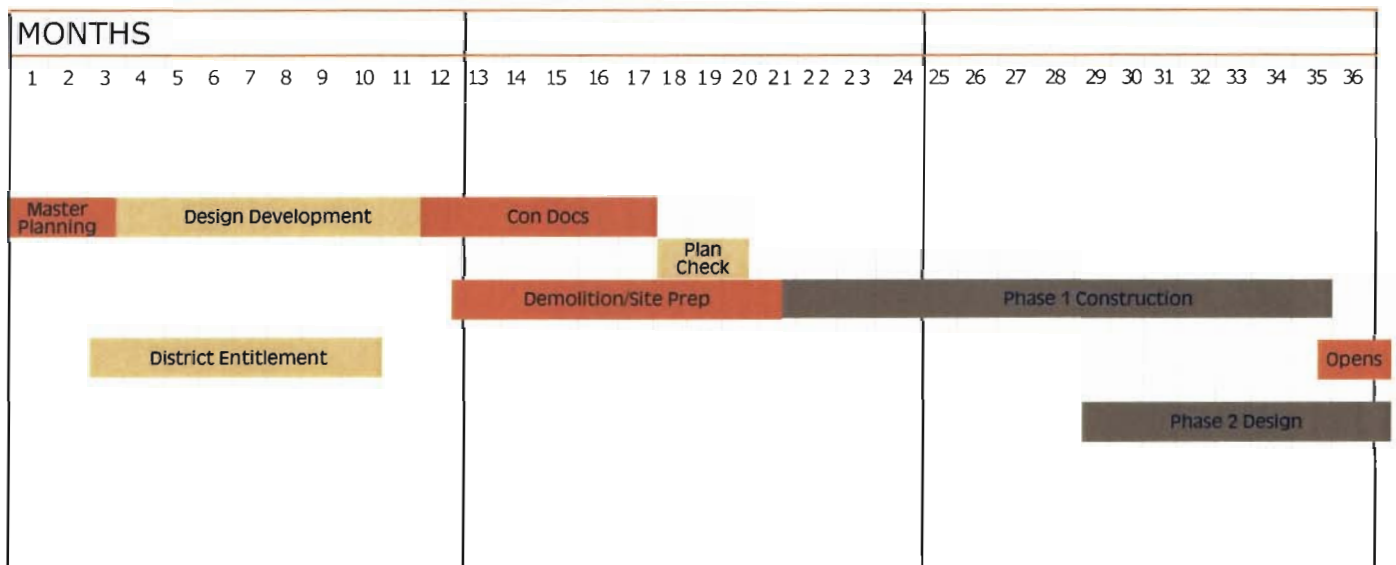 MONTHS
1 2 3 4 5 6 7 8 9 10 11 12 13 14 15 16 17 18 19 20 21 22 23 24 25 26 27 28 29 30 31 32 33 34 35 36
Master
Planning
Design Development
Con Docs
Plan
Check
Demolition/Site Prep
Phase 1 Construction
District Entitlement
Opens
Phase 2 Design